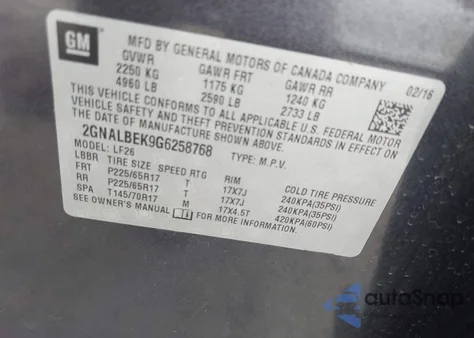 GM
MFD BY GENERAL MOTORS OF CANADA COMPANY
GVWR GAWR FRT GAWR RR 02/16
2250 KG 1175 KG 1240 KG
4960 LB 2590 LB 2733 LB
THIS VEHICLE CONFORMS TO ALL APPLICABLE U.S. FEDERAL MOTOR
VEHICLE SAFETY, BUMPER, AND THEFT PREVENTION STANDARDS IN EFFECT
ON THE DATE OF MANUFACTURE SHOWN ABOVE.
2GNALBEK9G6258768 TYPE: M.P.V.
MODEL: LF26
LBBR TIRE SIZE SPEED RTG RIM COLD TIRE PRESSURE
FRT P225/65R17 T 17X7J 240KPA(35PSI)
RR P225/65R17 T 17X7J 240KPA(35PSI)
SPA T145/70R17 M 17X4.5T 420KPA(60PSI)
SEE OWNER'S MANUAL i FOR MORE INFORMATION.
autoSnap